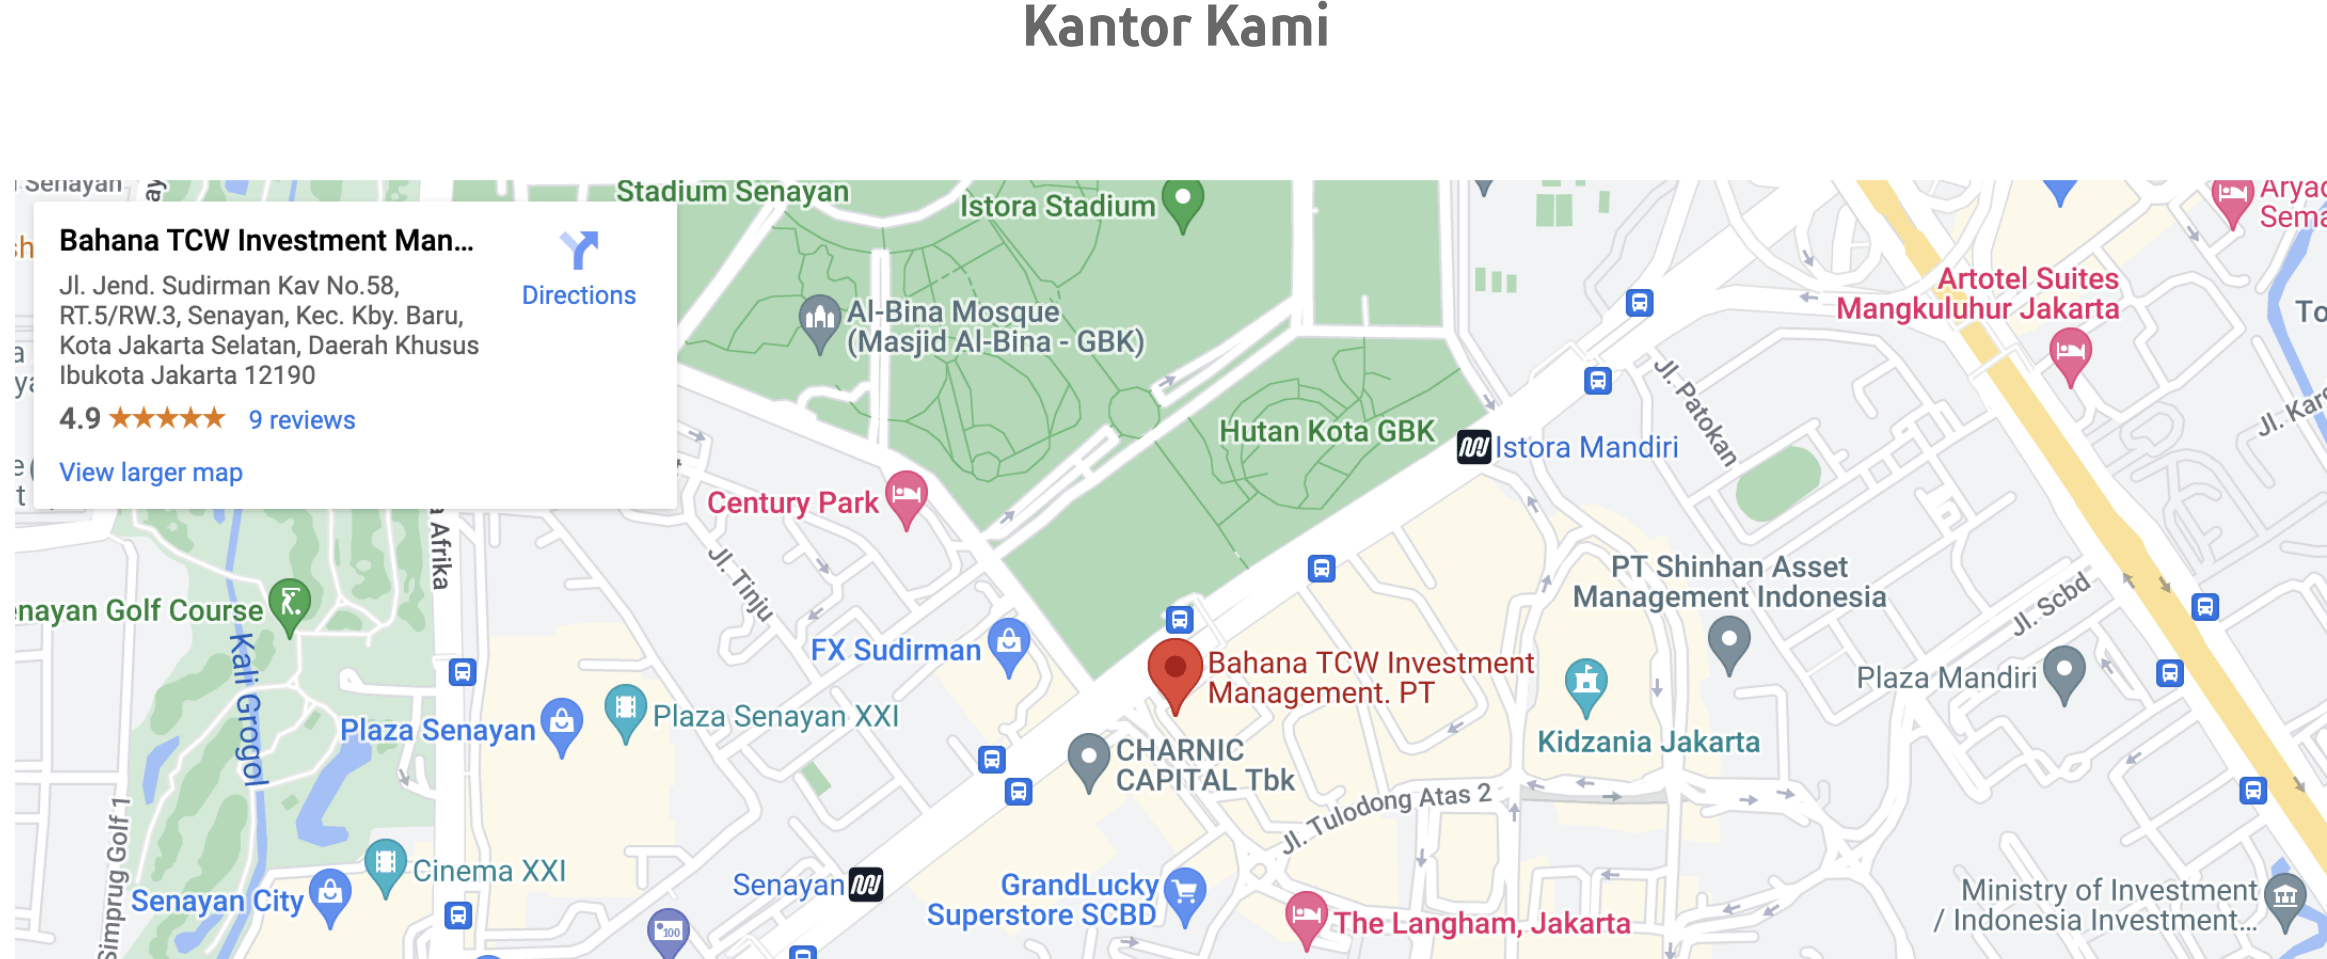 Kantor Kami
Senayan
Stadium Senayan
Istora Stadium
Bahana TCW Investment Man...
Directions
Jl. Jend. Sudirman Kav No.58,
RT.5/RW.3, Senayan, Kec. Kby. Baru,
Kota Jakarta Selatan, Daerah Khusus
Ibukota Jakarta 12190
4.9 ★★★★★ 9 reviews
View larger map
Al-Bina Mosque
(Masjid Al-Bina - GBK)
Artotel Suites
Mangkuluhur Jakarta
Jl. Patokan
Hutan Kota GBK
Istora Mandiri
Century Park
Afrika
Jl. Tinju
PT Shinhan Asset
Management Indonesia
Jl. Scbd
enayan Golf Course
Kali Grogol
FX Sudirman
Bahana TCW Investment
Management. PT
Plaza Mandiri
Plaza Senayan
Plaza Senayan XXI
Kidzania Jakarta
CHARNIC
CAPITAL Tbk
Jl. Tulodong Atas 2
Simprug Golf 1
Cinema XXI
Senayan City
Senayan
GrandLucky
Superstore SCBD
100
The Langham, Jakarta
Ministry of Investment
/ Indonesia Investment...